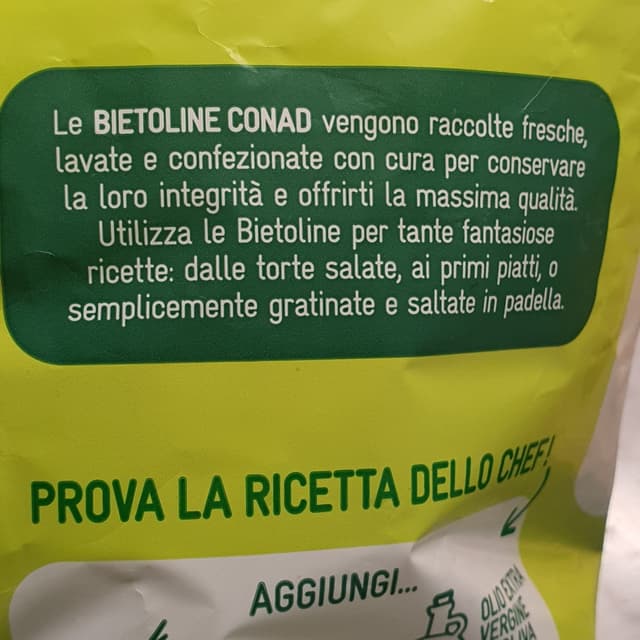 Le BIETOLINE CONAD vengono raccolte fresche,
lavate e confezionate con cura per conservare
la loro integrità e offrirti la massima qualità.
Utilizza le Bietoline per tante fantasiose
ricette: dalle torte salate, ai primi piatti, o
semplicemente gratinate e saltate in padella.
PROVA LA RICETTA DELLO CHEF!
AGGIUNGI...
OLIO EXTRA
VERGINE